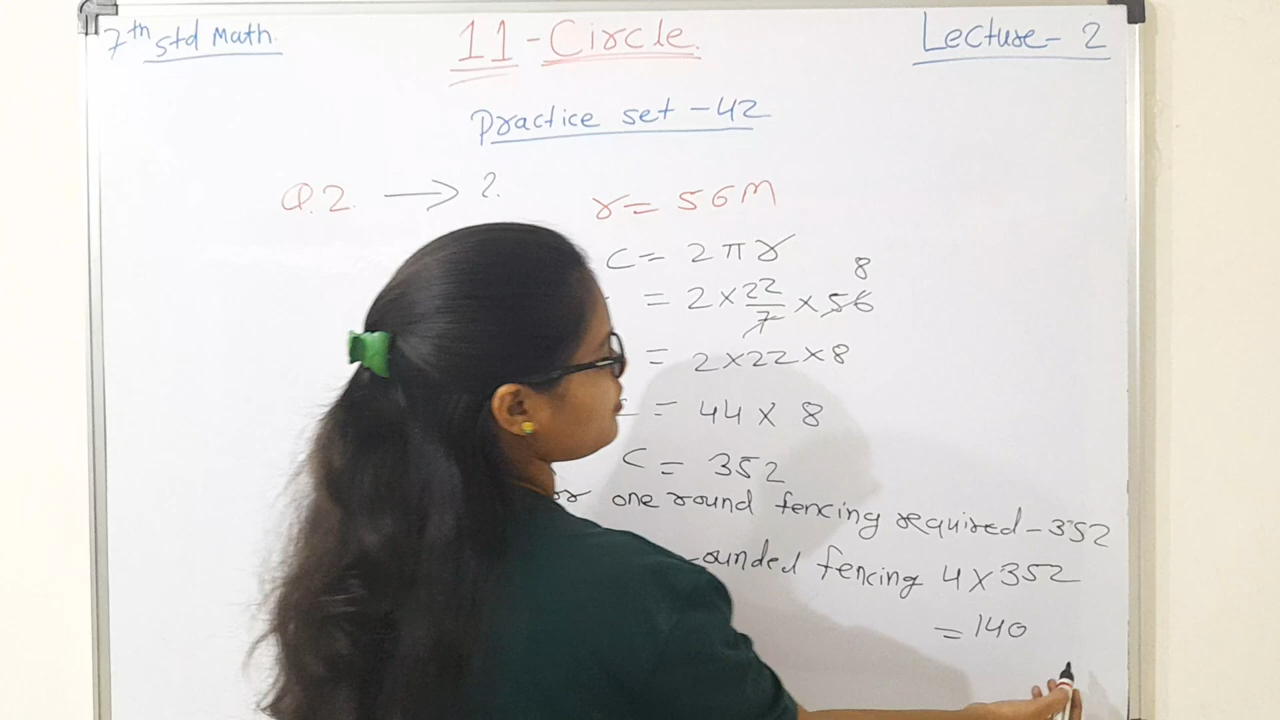 7th Std Math.
11 - Circle.
Lecture - 2
Practice set - 42
Q.2. → 2.
r = 56M
C = 2πr
= 2 × 22/7 × 56 8
= 2×22×8
= 44 × 8
C = 352
one round fencing required - 352
fencing 4 × 352
= 140